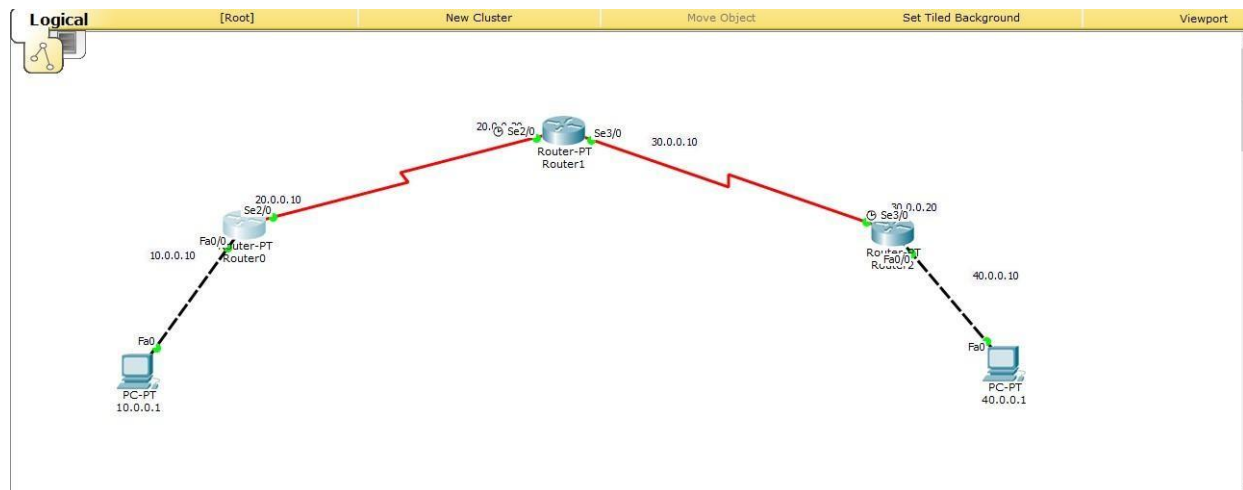 Logical
[Root]
New Cluster
Move Object
Set Tiled Background
Viewport
Se2/0
Se3/0
30.0.0.10
Router-PT
Router1
20.0.0.10
Se2/0
Fa0/0
10.0.0.10
Router0
30.0.0.20
Se3/0
Fa0/0
40.0.0.10
Fa0
PC-PT
10.0.0.1
Fa0
PC-PT
40.0.0.1